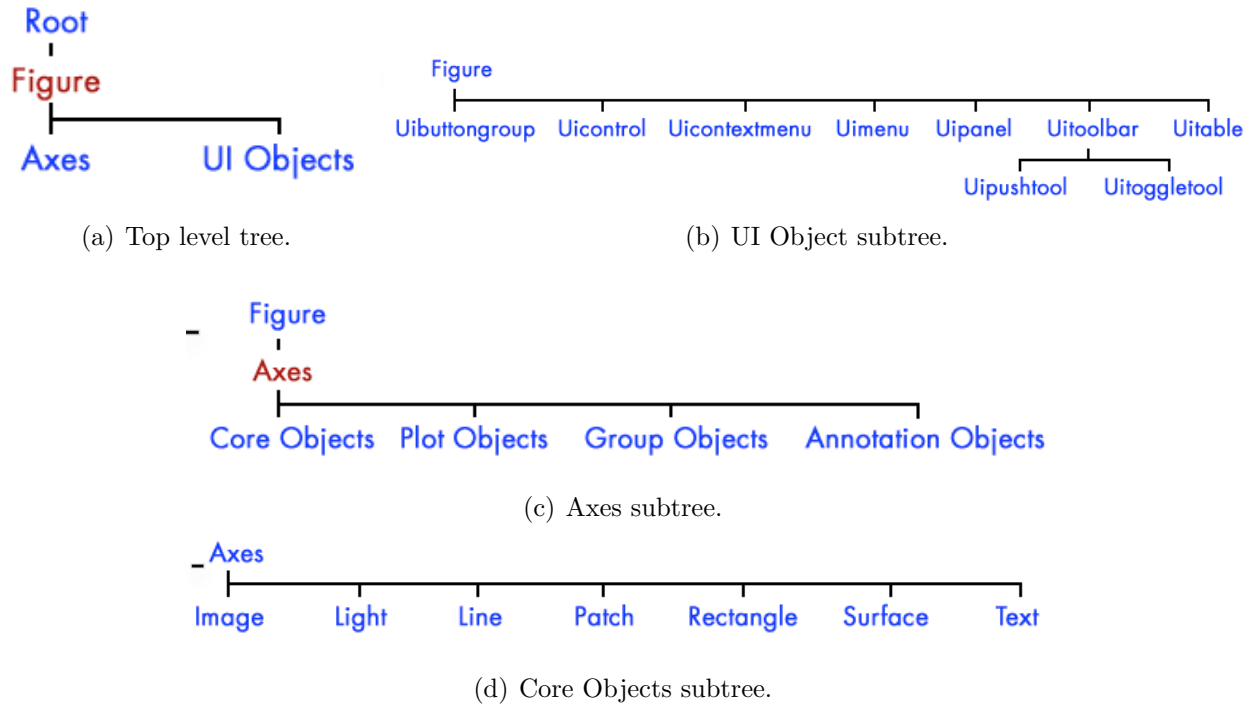 Root
Figure
Axes UI Objects
(a) Top level tree.
Figure
Uibuttongroup Uicontrol Uicontextmenu Uimenu Uipanel Uitoolbar Uitable
Uipushtool Uitoggletool
(b) UI Object subtree.
Figure
Axes
Core Objects Plot Objects Group Objects Annotation Objects
(c) Axes subtree.
Axes
Image Light Line Patch Rectangle Surface Text
(d) Core Objects subtree.